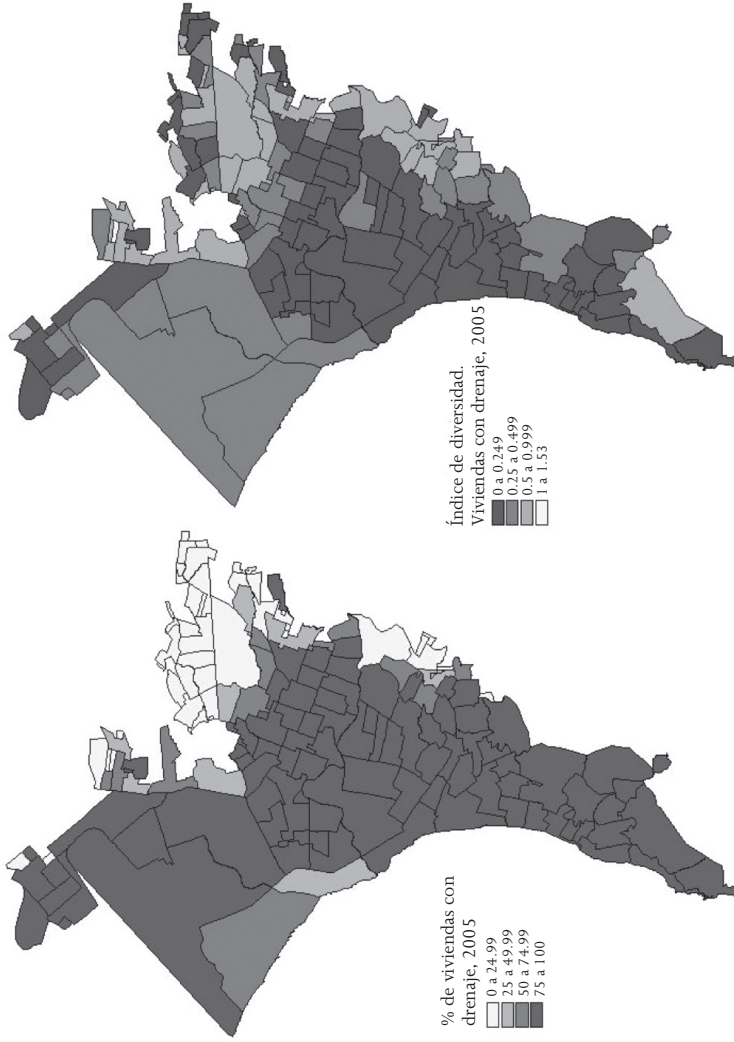 % de viviendas con
drenaje, 2005
0 a 24.99
25 a 49.99
50 a 74.99
75 a 100
Índice de diversidad.
Viviendas con drenaje, 2005
0 a 0.249
0.25 a 0.499
0.5 a 0.999
1 a 1.53